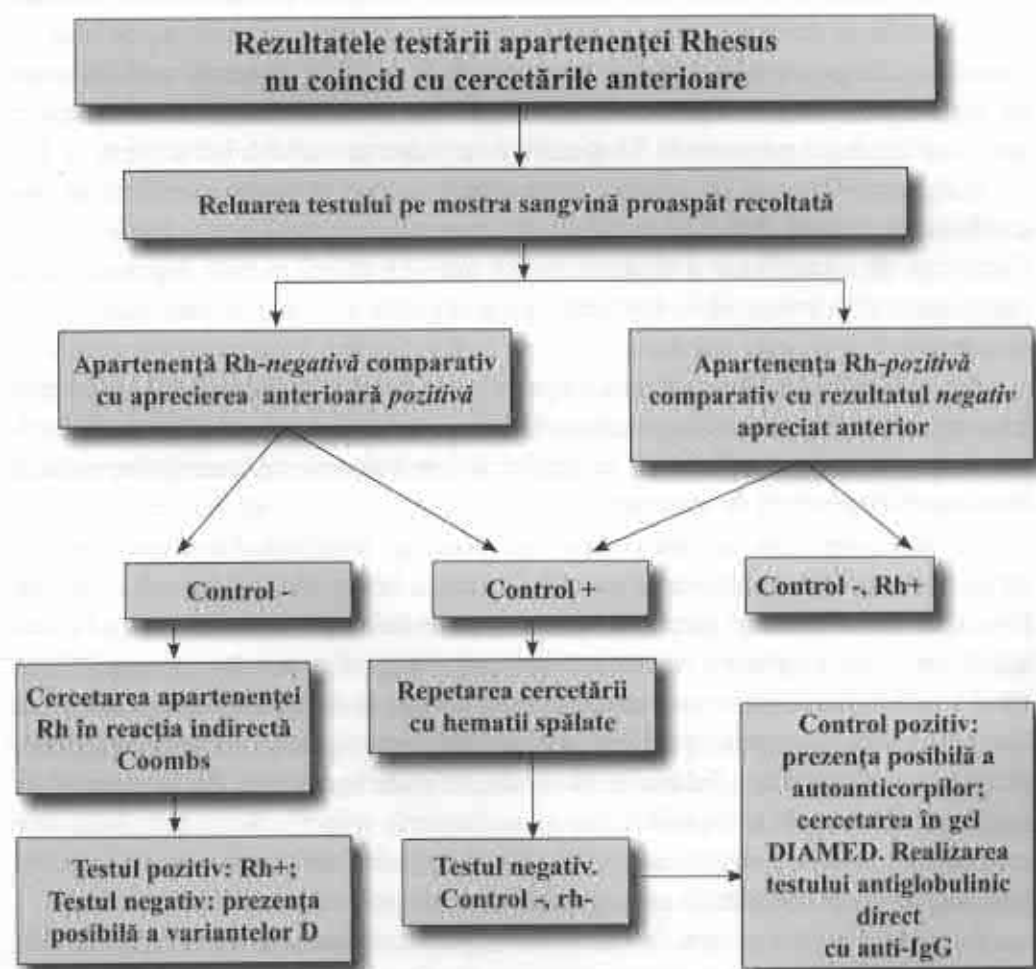 Rezultatele testării apartenenței Rhesus
nu coincid cu cercetările anterioare
Reluarea testului pe mostra sangvină proaspăt recoltată
Apartenență Rh-negativă comparativ
cu aprecierea anterioară pozitivă
Apartenența Rh-pozitivă
comparativ cu rezultatul negativ
apreciat anterior
Control -
Control +
Control -, Rh+
Cercetarea apartenenței
Rh în reacția indirectă
Coombs
Repetarea cercetării
cu hematii spălate
Control pozitiv:
prezența posibilă a
autoanticorpilor;
cercetarea în gel
DIAMED. Realizarea
testului antiglobulinic
direct
cu anti-IgG
Testul pozitiv: Rh+;
Testul negativ: prezența
posibilă a variantelor D
Testul negativ.
Control -, rh-